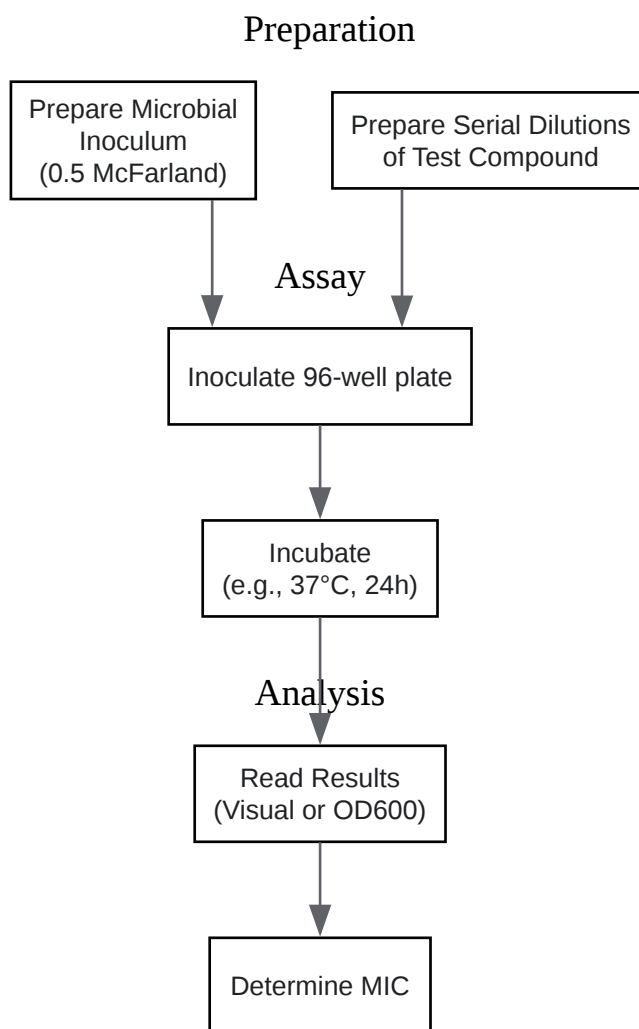 Preparation
Prepare Microbial
Inoculum
(0.5 McFarland)
Prepare Serial Dilutions
of Test Compound
Assay
Inoculate 96-well plate
Incubate
(e.g., 37°C, 24h)
Analysis
Read Results
(Visual or OD600)
Determine MIC